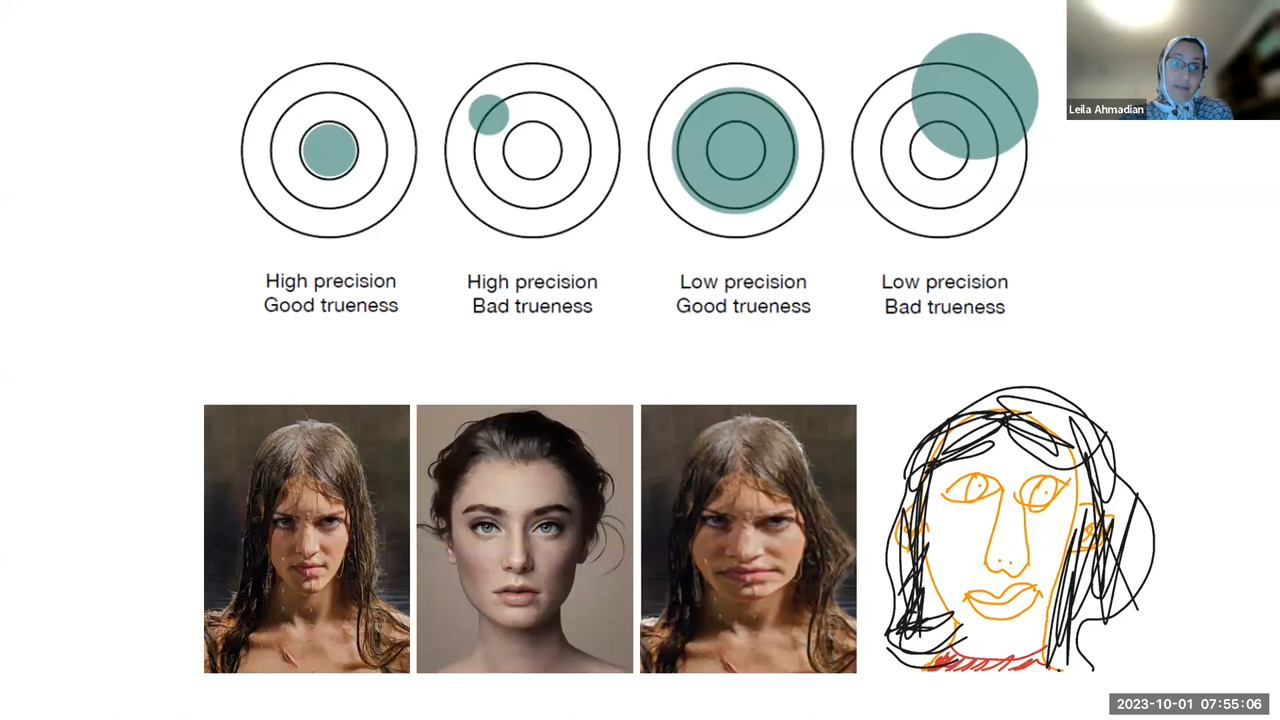 Leila Ahmadian
High precision
Good trueness
High precision
Bad trueness
Low precision
Good trueness
Low precision
Bad trueness
2023-10-01 07:55:06